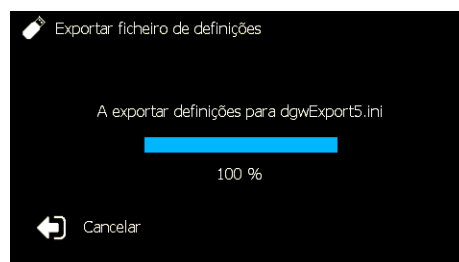 Exportar ficheiro de definições
A exportar definições para dgwExport5.ini
100 %
Cancelar